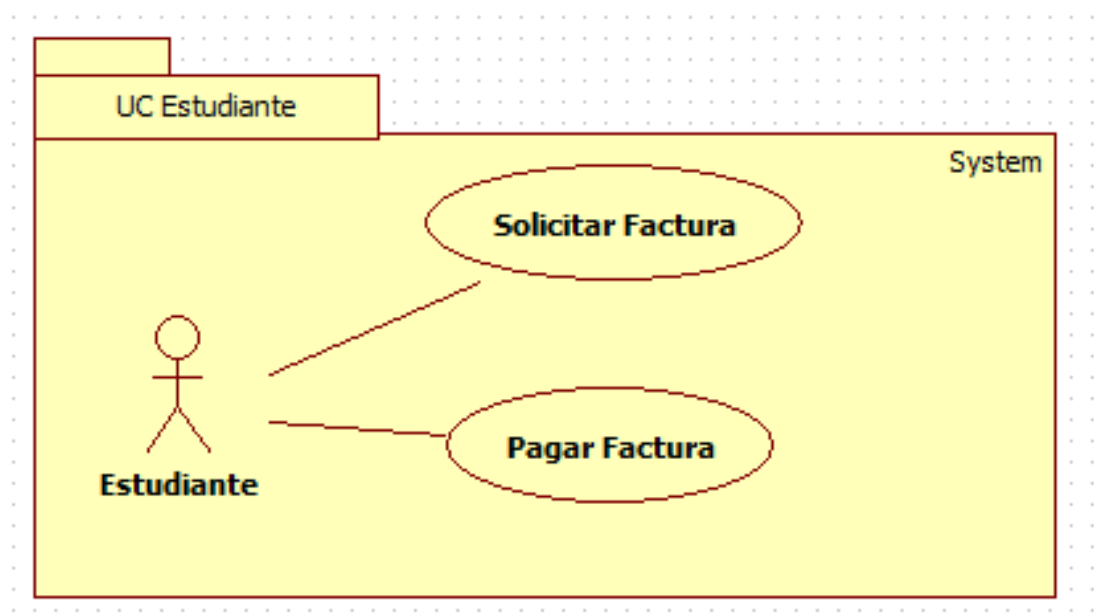 UC Estudiante
System
Solicitar Factura
Pagar Factura
Estudiante